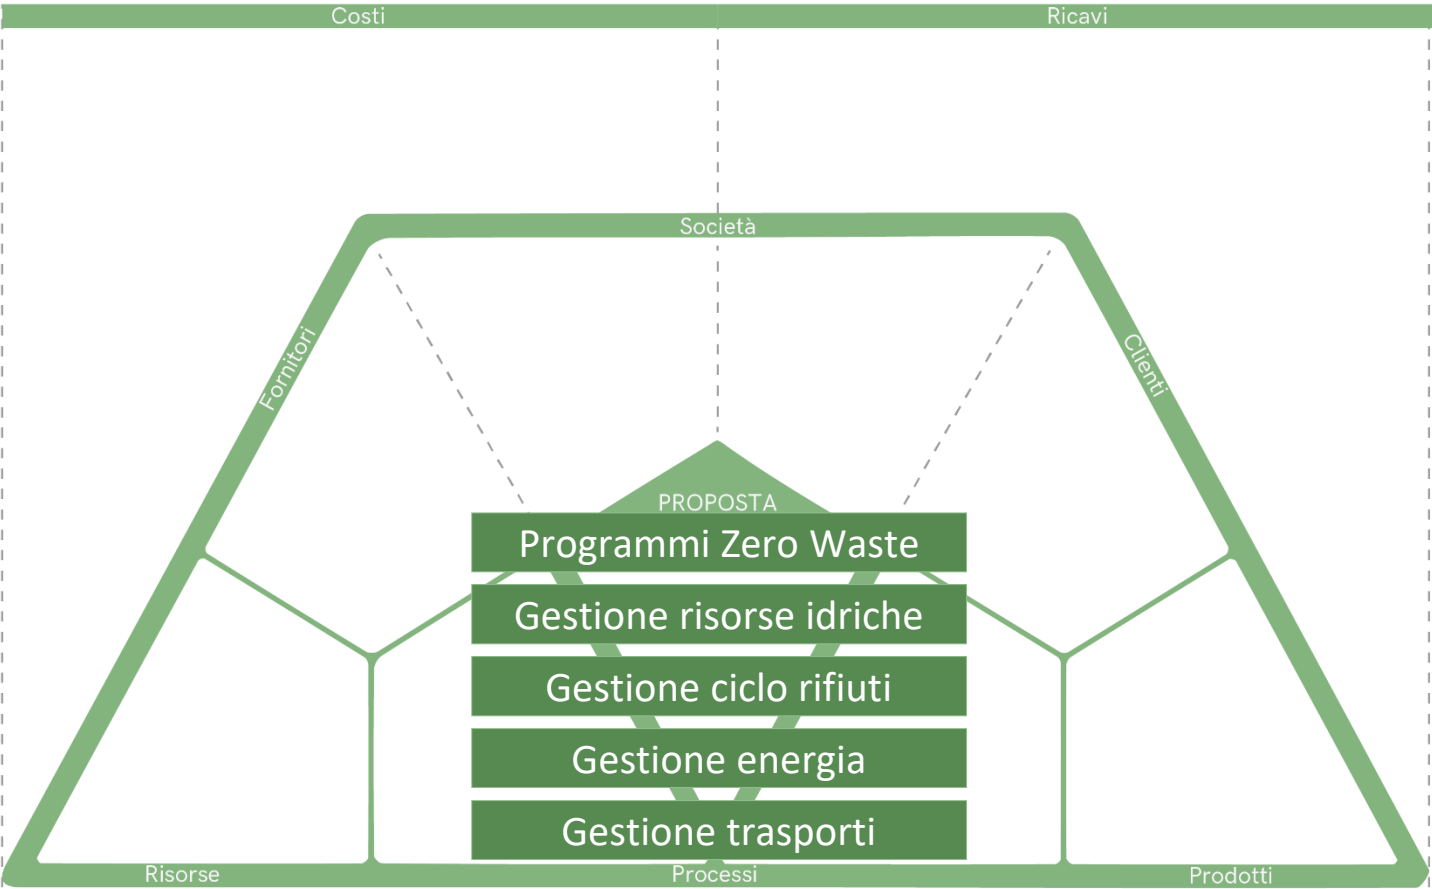 Costi
Ricavi
Società
Fornitori
Clienti
PROPOSTA
Programmi Zero Waste
Gestione risorse idriche
Gestione ciclo rifiuti
Gestione energia
Gestione trasporti
Risorse
Processi
Prodotti